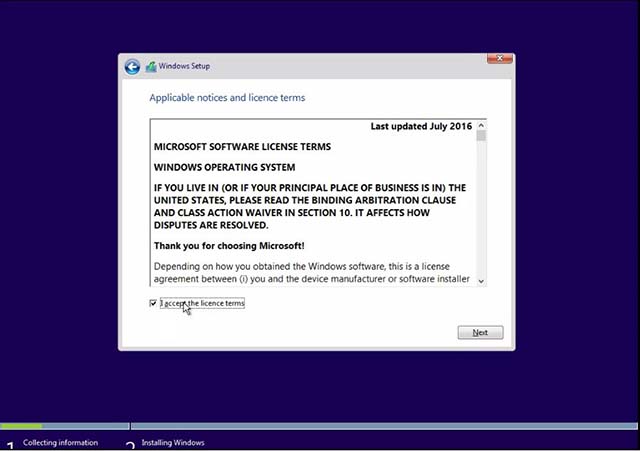 Windows Setup
Applicable notices and licence terms
Last updated July 2016
MICROSOFT SOFTWARE LICENSE TERMS
WINDOWS OPERATING SYSTEM
IF YOU LIVE IN (OR IF YOUR PRINCIPAL PLACE OF BUSINESS IS IN) THE
UNITED STATES, PLEASE READ THE BINDING ARBITRATION CLAUSE
AND CLASS ACTION WAIVER IN SECTION 10. IT AFFECTS HOW
DISPUTES ARE RESOLVED.
Thank you for choosing Microsoft!
Depending on how you obtained the Windows software, this is a license
agreement between (i) you and the device manufacturer or software installer
I accept the licence terms
Next
1 Collecting information
2 Installing Windows